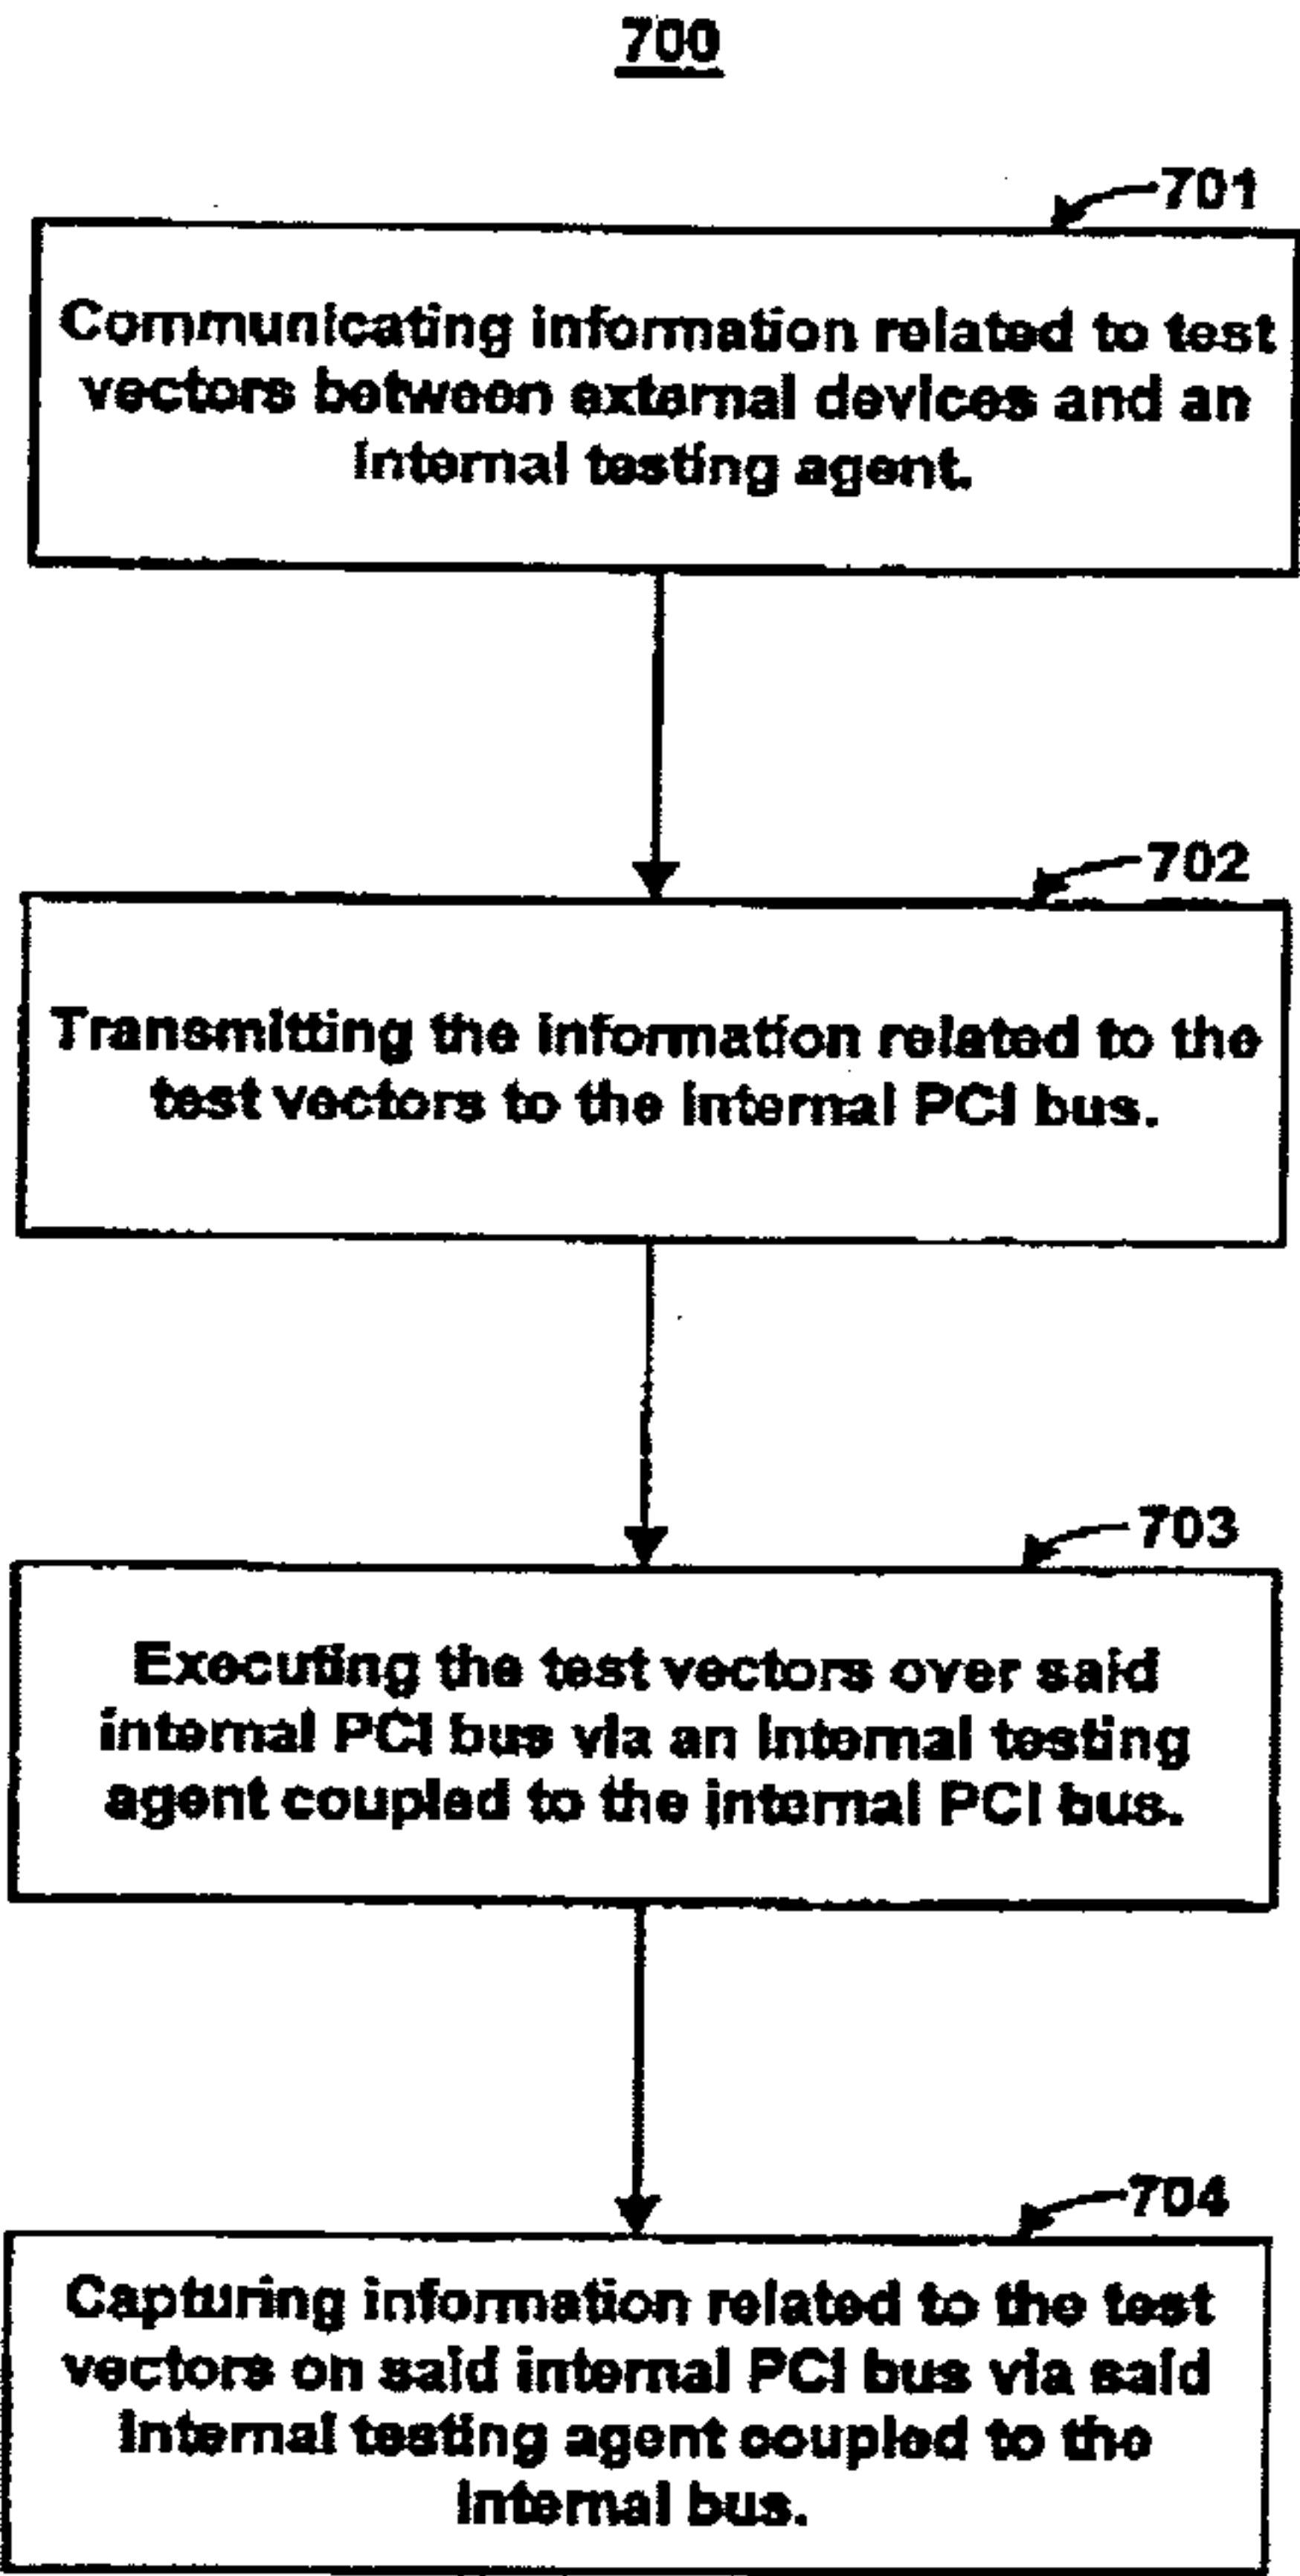 700
701
Communicating information related to test
vectors between external devices and an
internal testing agent.
702
Transmitting the information related to the
test vectors to the internal PCI bus.
703
Executing the test vectors over said
internal PCI bus via an internal testing
agent coupled to the internal PCI bus.
704
Capturing information related to the test
vectors on said internal PCI bus via said
internal testing agent coupled to the
internal bus.